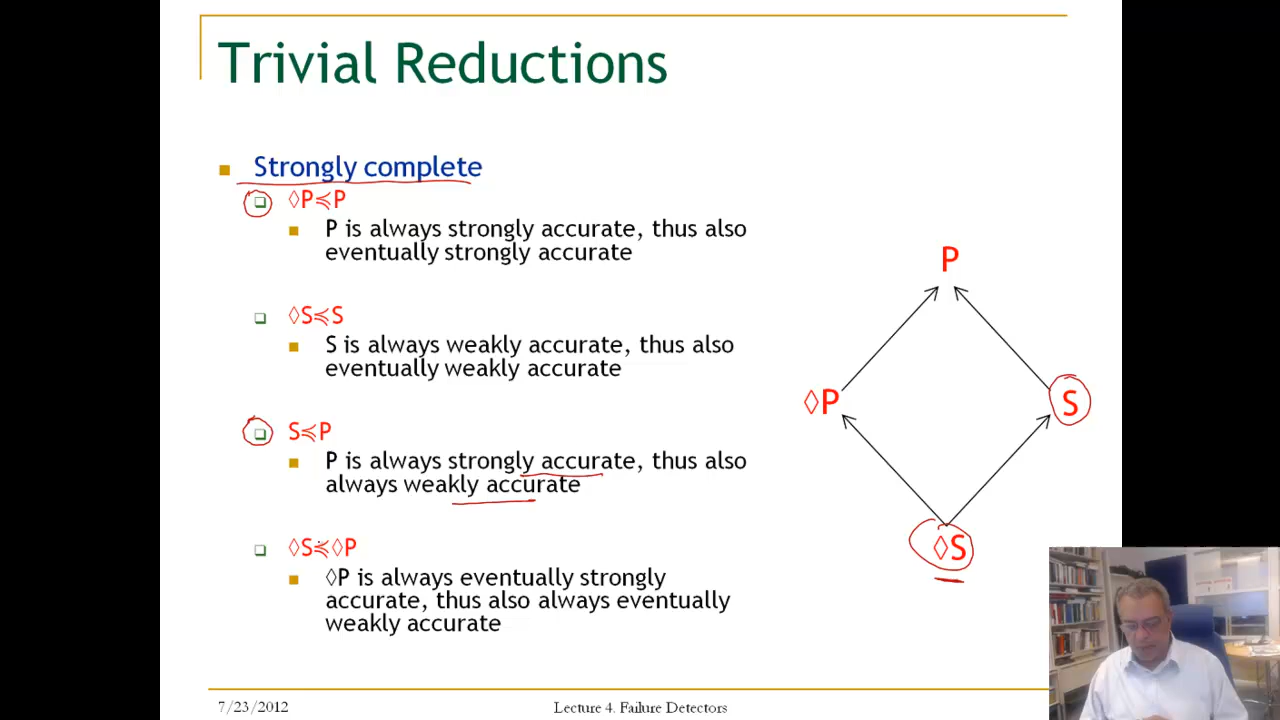 Trivial Reductions
Strongly complete
◊P≼P
P is always strongly accurate, thus also
eventually strongly accurate
◊S≼S
S is always weakly accurate, thus also
eventually weakly accurate
S≼P
P is always strongly accurate, thus also
always weakly accurate
◊S≼◊P
◊P is always eventually strongly
accurate, thus also always eventually
weakly accurate
P
◊P
S
◊S
7/23/2012
Lecture 4. Failure Detectors